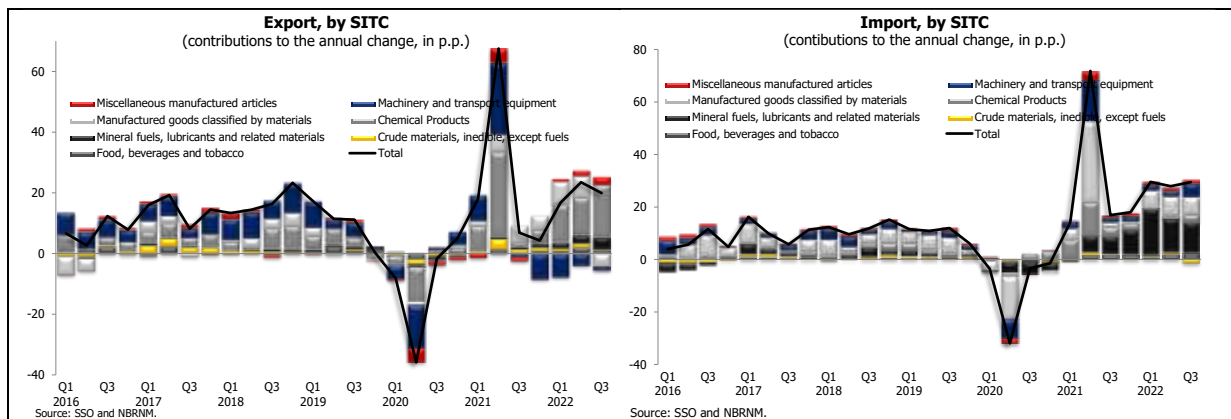 Export, by SITC
(contributions to the annual change, in p.p.)
60
40
20
0
-20
-40
Miscellaneous manufactured articles
Machinery and transport equipment
Manufactured goods classified by materials
Chemical Products
Mineral fuels, lubricants and related materials
Crude materials, inedible, except fuels
Food, beverages and tobacco
Total
Q1 Q3 Q1 Q3 Q1 Q3 Q1 Q3 Q1 Q3 Q1 Q3 Q1 Q3
2016 2017 2018 2019 2020 2021 2022
Source: SSO and NBRNM.
Import, by SITC
(contibutions to the annual change, in p.p.)
80
60
40
20
0
-20
-40
Miscellaneous manufactured articles
Machinery and transport equipment
Manufactured goods classified by materials
Chemical Products
Mineral fuels, lubricants and related materials
Crude materials, inedible, except fuels
Food, beverages and tobacco
Total
Q1 Q3 Q1 Q3 Q1 Q3 Q1 Q3 Q1 Q3 Q1 Q3 Q1 Q3
2016 2017 2018 2019 2020 2021 2022
Source: SSO and NBRNM.